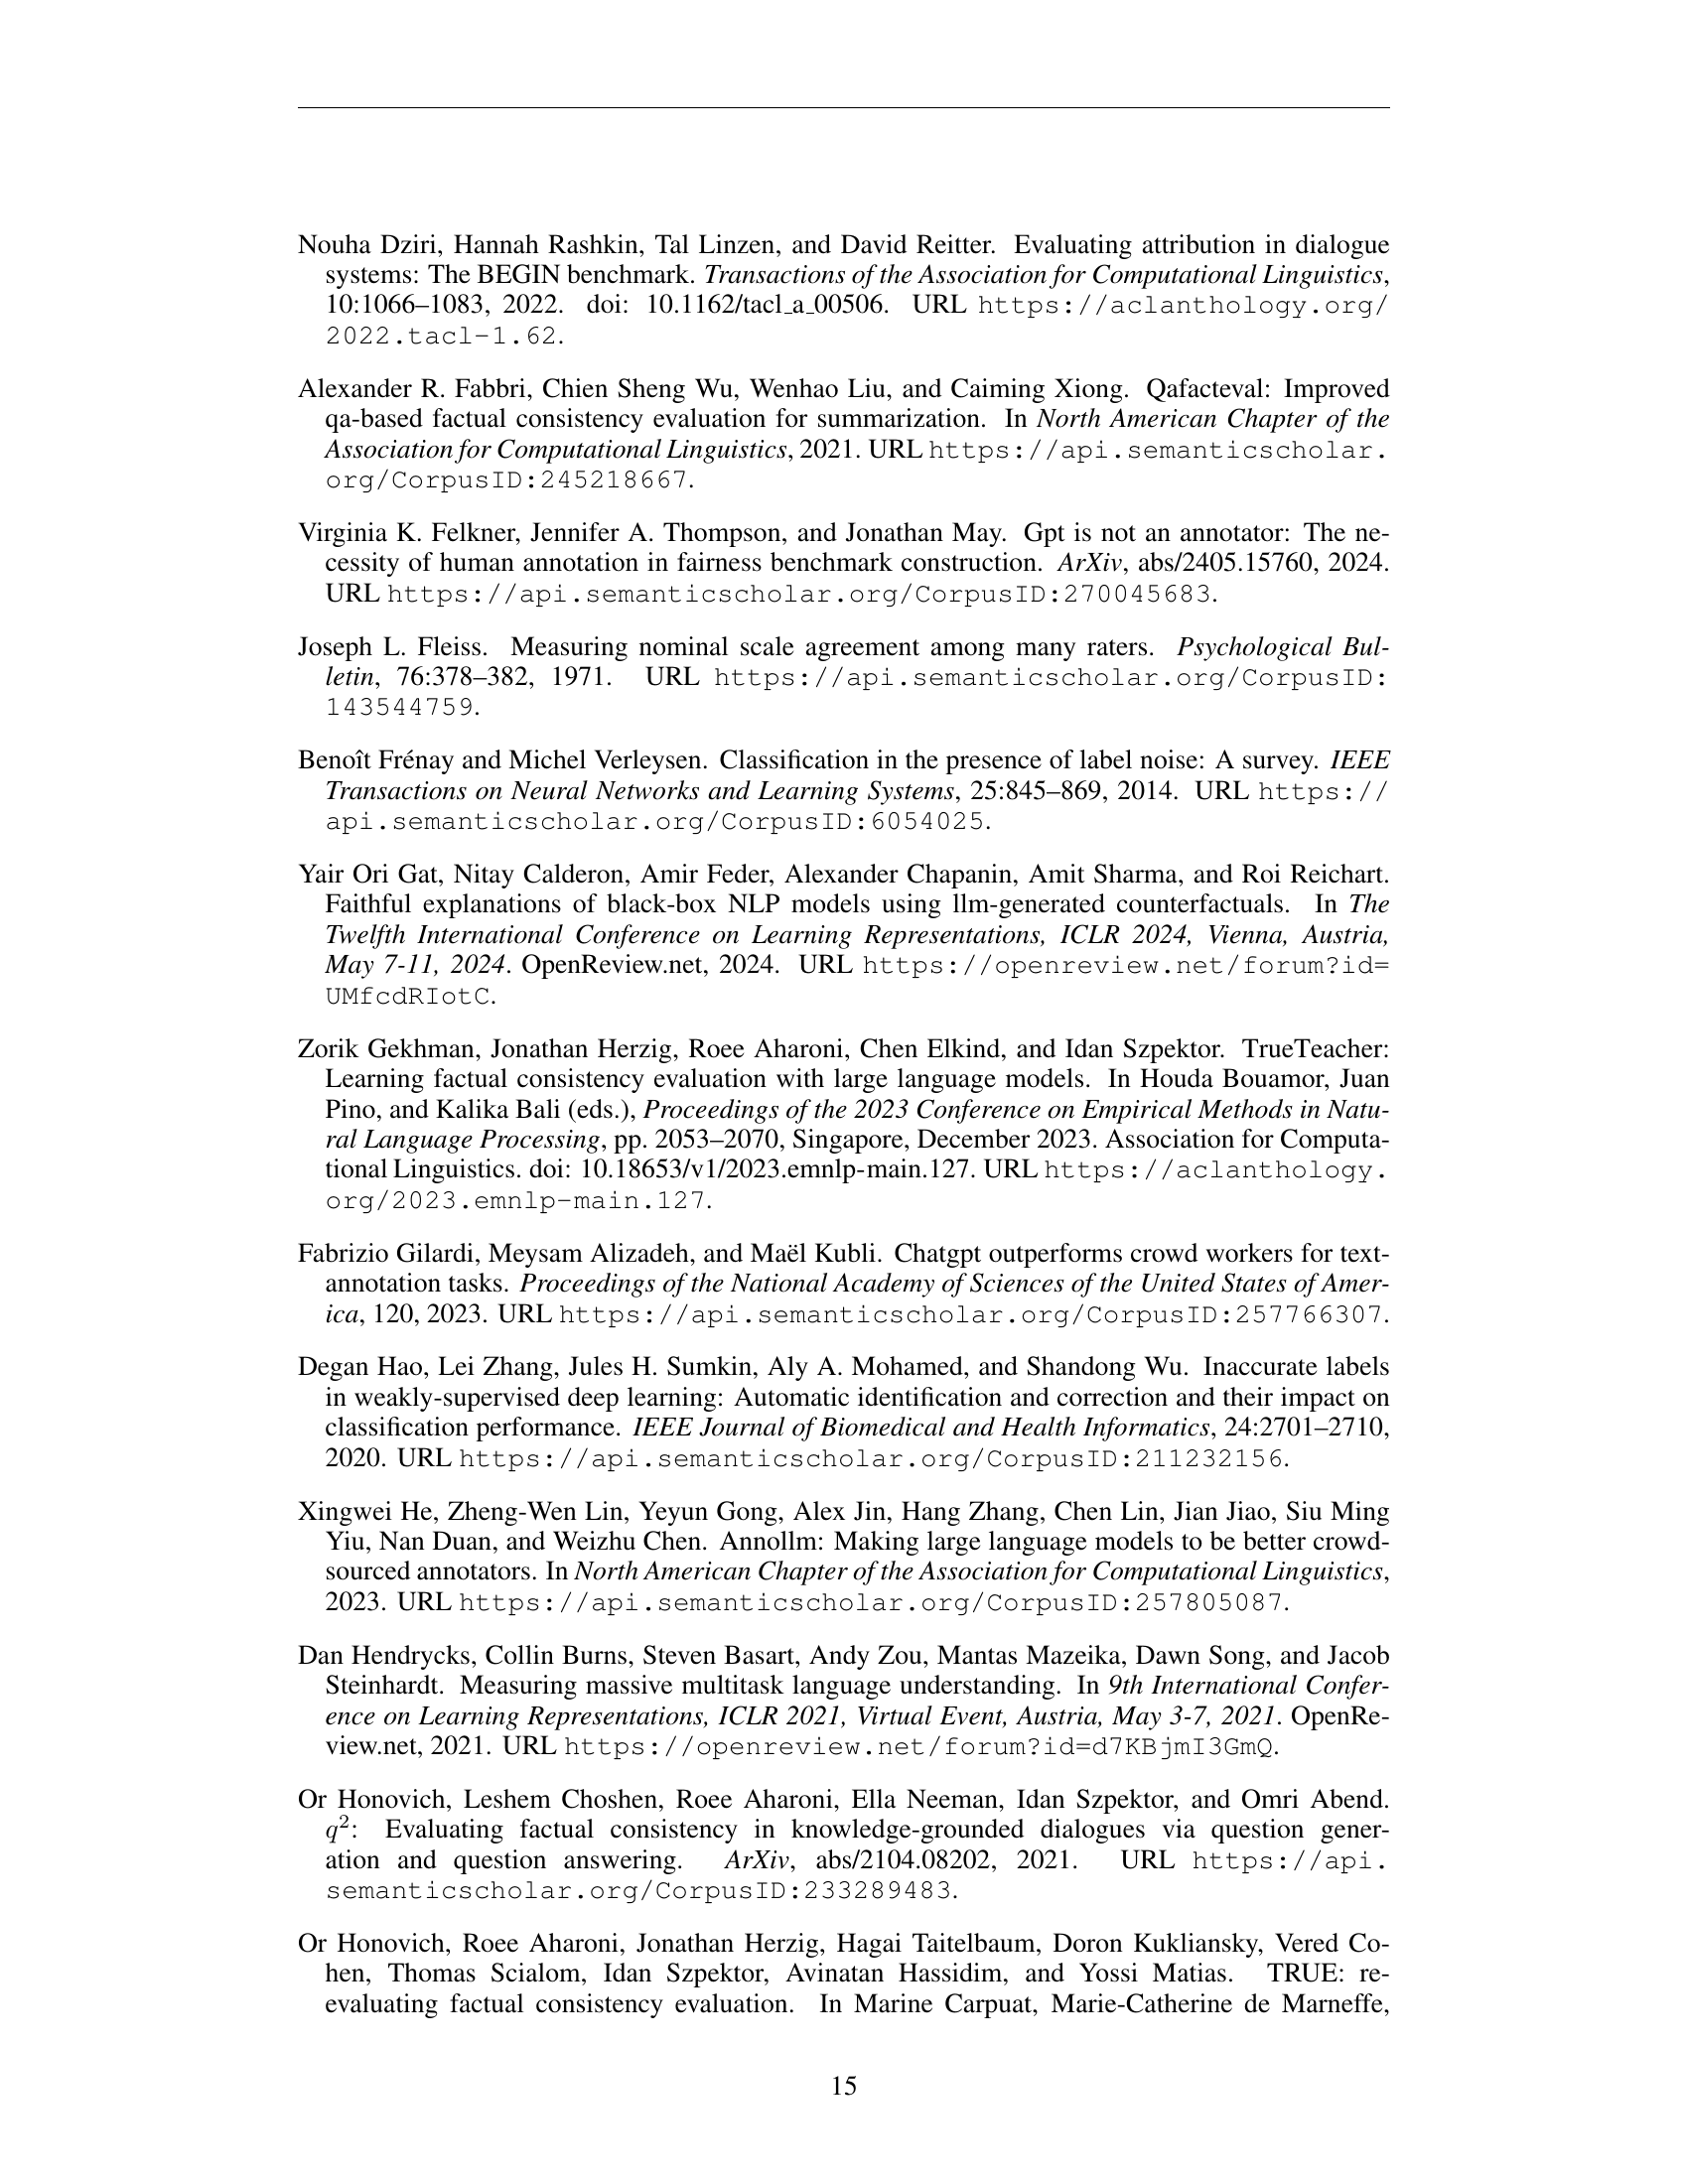 Nouha Dziri, Hannah Rashkin, Tal Linzen, and David Reitter. Evaluating attribution in dialogue
systems: The BEGIN benchmark. Transactions of the Association for Computational Linguistics,
10:1066–1083, 2022. doi: 10.1162/tacl_a_00506. URL https://aclanthology.org/
2022.tacl-1.62.
Alexander R. Fabbri, Chien Sheng Wu, Wenhao Liu, and Caiming Xiong. Qafacteval: Improved
qa-based factual consistency evaluation for summarization. In North American Chapter of the
Association for Computational Linguistics, 2021. URL https://api.semanticscholar.
org/CorpusID:245218667.
Virginia K. Felkner, Jennifer A. Thompson, and Jonathan May. Gpt is not an annotator: The ne-
cessity of human annotation in fairness benchmark construction. ArXiv, abs/2405.15760, 2024.
URL https://api.semanticscholar.org/CorpusID:270045683.
Joseph L. Fleiss. Measuring nominal scale agreement among many raters. Psychological Bul-
letin, 76:378–382, 1971. URL https://api.semanticscholar.org/CorpusID:
143544759.
Benoît Frénay and Michel Verleysen. Classification in the presence of label noise: A survey. IEEE
Transactions on Neural Networks and Learning Systems, 25:845–869, 2014. URL https://
api.semanticscholar.org/CorpusID:6054025.
Yair Ori Gat, Nitay Calderon, Amir Feder, Alexander Chapanin, Amit Sharma, and Roi Reichart.
Faithful explanations of black-box NLP models using llm-generated counterfactuals. In The
Twelfth International Conference on Learning Representations, ICLR 2024, Vienna, Austria,
May 7-11, 2024. OpenReview.net, 2024. URL https://openreview.net/forum?id=
UMfcdRIotC.
Zorik Gekhman, Jonathan Herzig, Roee Aharoni, Chen Elkind, and Idan Szpektor. TrueTeacher:
Learning factual consistency evaluation with large language models. In Houda Bouamor, Juan
Pino, and Kalika Bali (eds.), Proceedings of the 2023 Conference on Empirical Methods in Natu-
ral Language Processing, pp. 2053–2070, Singapore, December 2023. Association for Computa-
tional Linguistics. doi: 10.18653/v1/2023.emnlp-main.127. URL https://aclanthology.
org/2023.emnlp-main.127.
Fabrizio Gilardi, Meysam Alizadeh, and Maël Kubli. Chatgpt outperforms crowd workers for text-
annotation tasks. Proceedings of the National Academy of Sciences of the United States of Amer-
ica, 120, 2023. URL https://api.semanticscholar.org/CorpusID:257766307.
Degan Hao, Lei Zhang, Jules H. Sumkin, Aly A. Mohamed, and Shandong Wu. Inaccurate labels
in weakly-supervised deep learning: Automatic identification and correction and their impact on
classification performance. IEEE Journal of Biomedical and Health Informatics, 24:2701–2710,
2020. URL https://api.semanticscholar.org/CorpusID:211232156.
Xingwei He, Zheng-Wen Lin, Yeyun Gong, Alex Jin, Hang Zhang, Chen Lin, Jian Jiao, Siu Ming
Yiu, Nan Duan, and Weizhu Chen. Annollm: Making large language models to be better crowd-
sourced annotators. In North American Chapter of the Association for Computational Linguistics,
2023. URL https://api.semanticscholar.org/CorpusID:257805087.
Dan Hendrycks, Collin Burns, Steven Basart, Andy Zou, Mantas Mazeika, Dawn Song, and Jacob
Steinhardt. Measuring massive multitask language understanding. In 9th International Confer-
ence on Learning Representations, ICLR 2021, Virtual Event, Austria, May 3-7, 2021. OpenRe-
view.net, 2021. URL https://openreview.net/forum?id=d7KBjmI3GmQ.
Or Honovich, Leshem Choshen, Roee Aharoni, Ella Neeman, Idan Szpektor, and Omri Abend.
q²: Evaluating factual consistency in knowledge-grounded dialogues via question gener-
ation and question answering. ArXiv, abs/2104.08202, 2021. URL https://api.
semanticscholar.org/CorpusID:233289483.
Or Honovich, Roee Aharoni, Jonathan Herzig, Hagai Taitelbaum, Doron Kukliansky, Vered Co-
hen, Thomas Scialom, Idan Szpektor, Avinatan Hassidim, and Yossi Matias. TRUE: re-
evaluating factual consistency evaluation. In Marine Carpuat, Marie-Catherine de Marneffe,
15